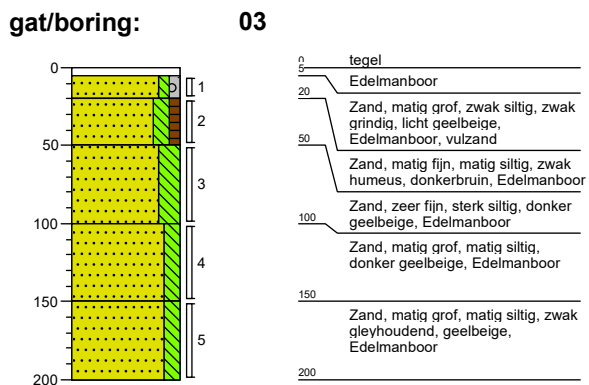 gat/boring: 03
0
50
100
150
200
1
2
3
4
5
0
tegel
5
Edelmanboor
20
Zand, matig grof, zwak siltig, zwak
grindig, licht geelbeige,
Edelmanboor, vulzand
50
Zand, matig fijn, matig siltig, zwak
humeus, donkerbruin, Edelmanboor
Zand, zeer fijn, sterk siltig, donker
geelbeige, Edelmanboor
100
Zand, matig grof, matig siltig,
donker geelbeige, Edelmanboor
150
Zand, matig grof, matig siltig, zwak
gleyhoudend, geelbeige,
Edelmanboor
200